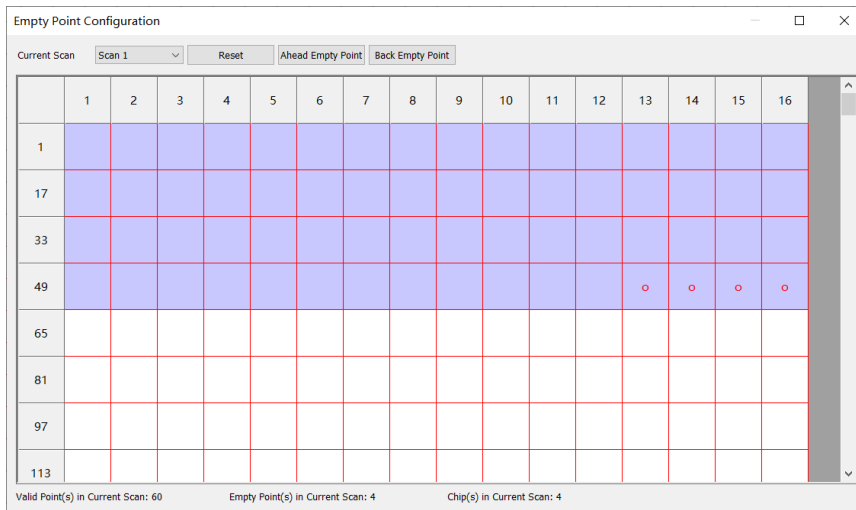 Empty Point Configuration
Current Scan Scan 1 Reset Ahead Empty Point Back Empty Point
1 2 3 4 5 6 7 8 9 10 11 12 13 14 15 16
1
17
33
49 o o o o
65
81
97
113
Valid Point(s) in Current Scan: 60 Empty Point(s) in Current Scan: 4 Chip(s) in Current Scan: 4